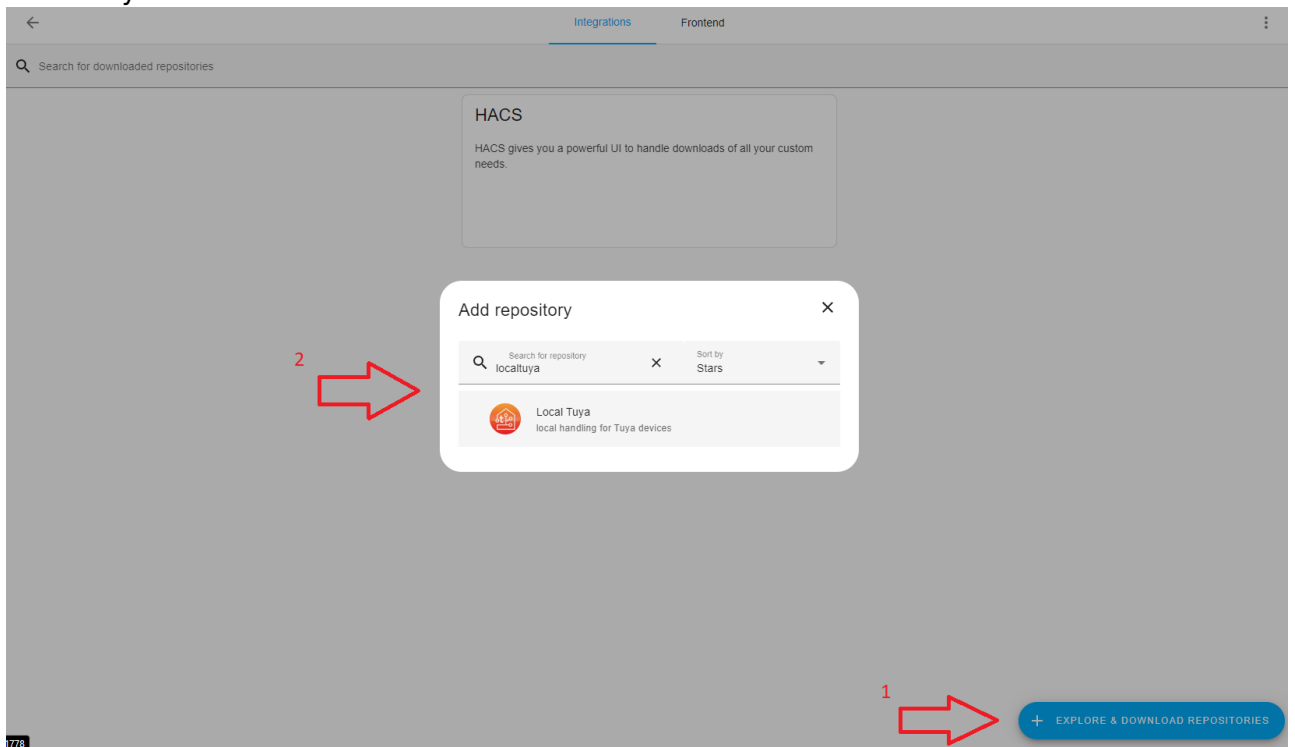 Integrations Frontend
Search for downloaded repositories
HACS
HACS gives you a powerful UI to handle downloads of all your custom
needs.
Add repository
Search for repository
localtuya
Sort by
Stars
Local Tuya
local handling for Tuya devices
2
1
+ EXPLORE & DOWNLOAD REPOSITORIES
1778